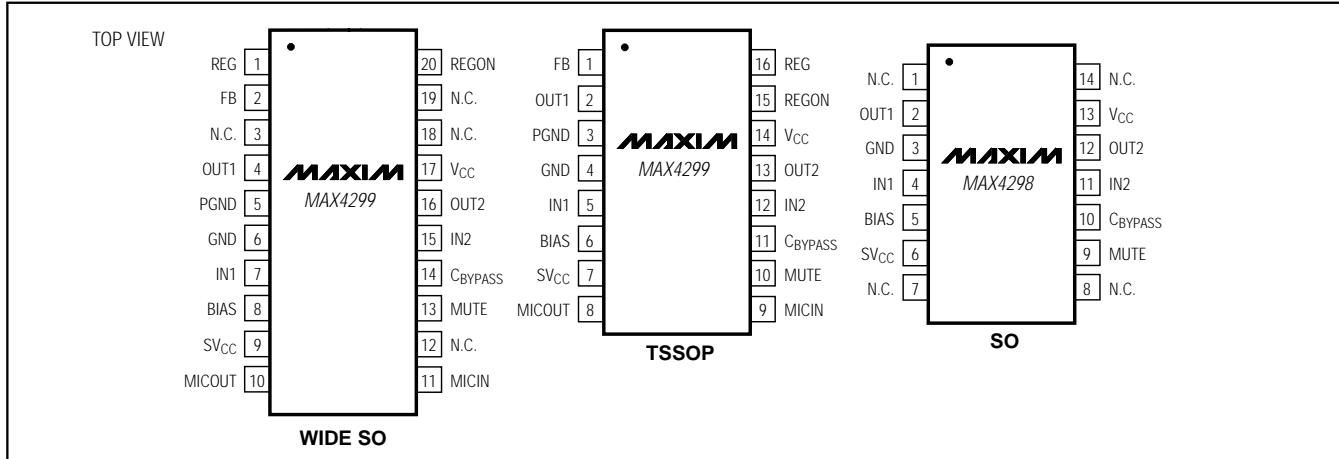 TOP VIEW
REG 1
FB 2
N.C. 3
OUT1 4
PGND 5
GND 6
IN1 7
BIAS 8
SVCC 9
MICOUT 10
MAXIM
MAX4299
20 REGON
19 N.C.
18 N.C.
17 VCC
16 OUT2
15 IN2
14 CBYPASS
13 MUTE
12 N.C.
11 MICIN
WIDE SO
FB 1
OUT1 2
PGND 3
GND 4
IN1 5
BIAS 6
SVCC 7
MICOUT 8
MAXIM
MAX4299
16 REG
15 REGON
14 VCC
13 OUT2
12 IN2
11 CBYPASS
10 MUTE
9 MICIN
TSSOP
N.C. 1
OUT1 2
GND 3
IN1 4
BIAS 5
SVCC 6
N.C. 7
MAXIM
MAX4298
14 N.C.
13 VCC
12 OUT2
11 IN2
10 CBYPASS
9 MUTE
8 N.C.
SO